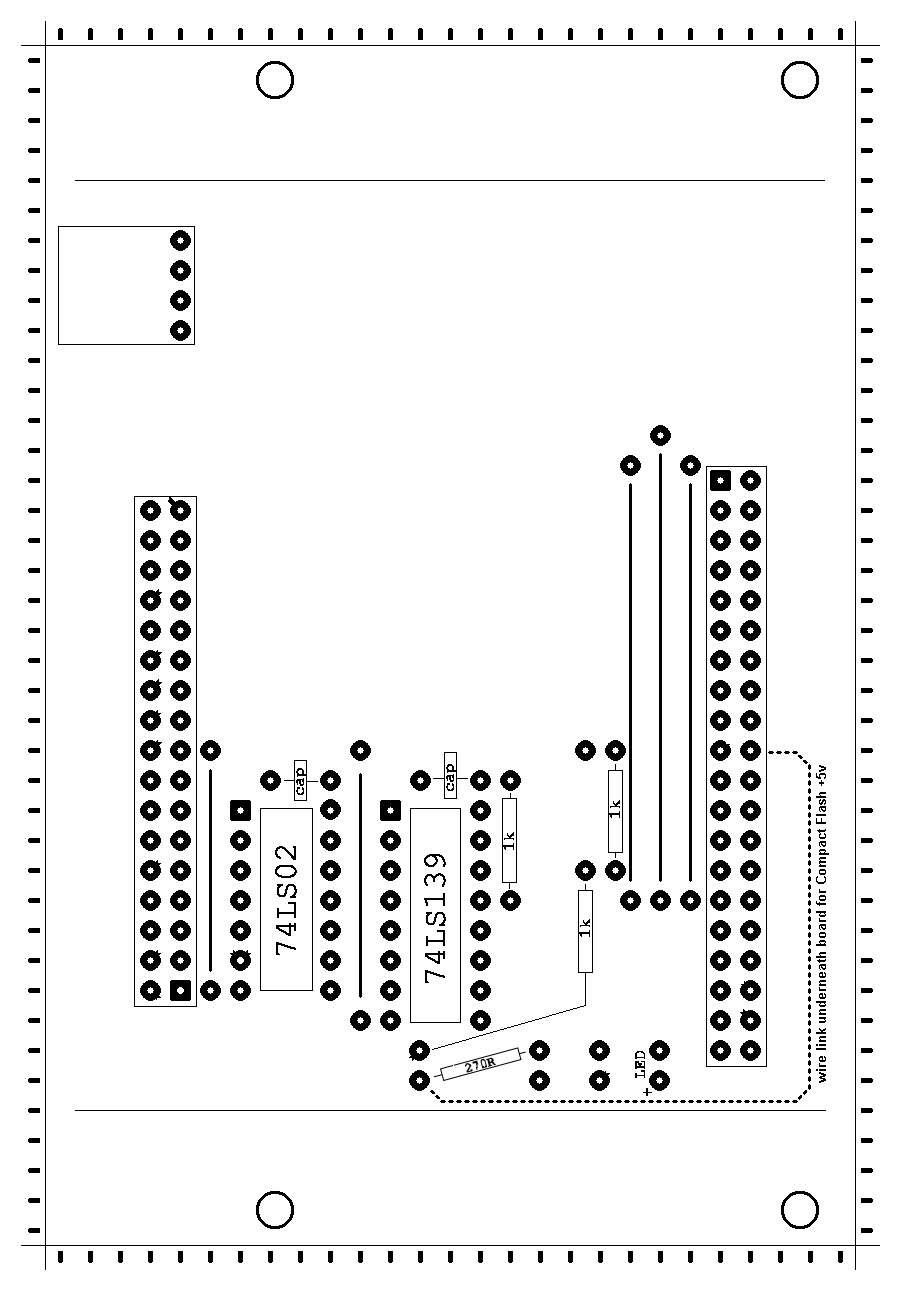 cap
cap
1k
1k
74LS02
74LS139
1k
270R
LED
+
wire link underneath board for Compact Flash +5v